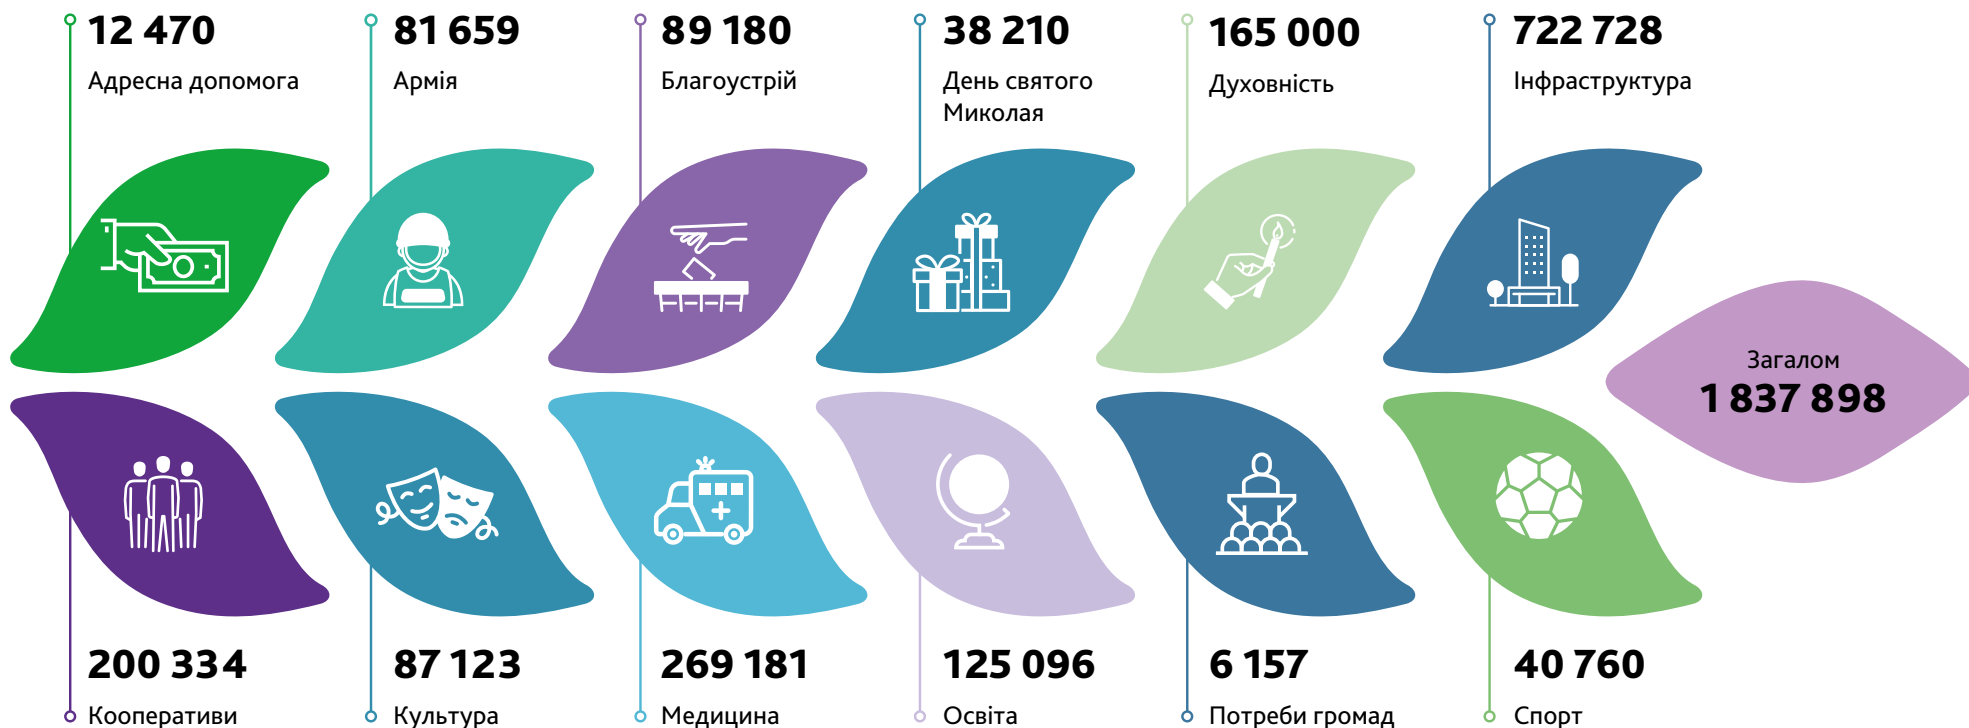 12 470
Адресна допомога
81 659
Армія
89 180
Благоустрій
38 210
День святого
Миколая
165 000
Духовність
722 728
Інфраструктура
Загалом
1 837 898
200 334
Кооперативи
87 123
Культура
269 181
Медицина
125 096
Освіта
6 157
Потреби громад
40 760
Спорт